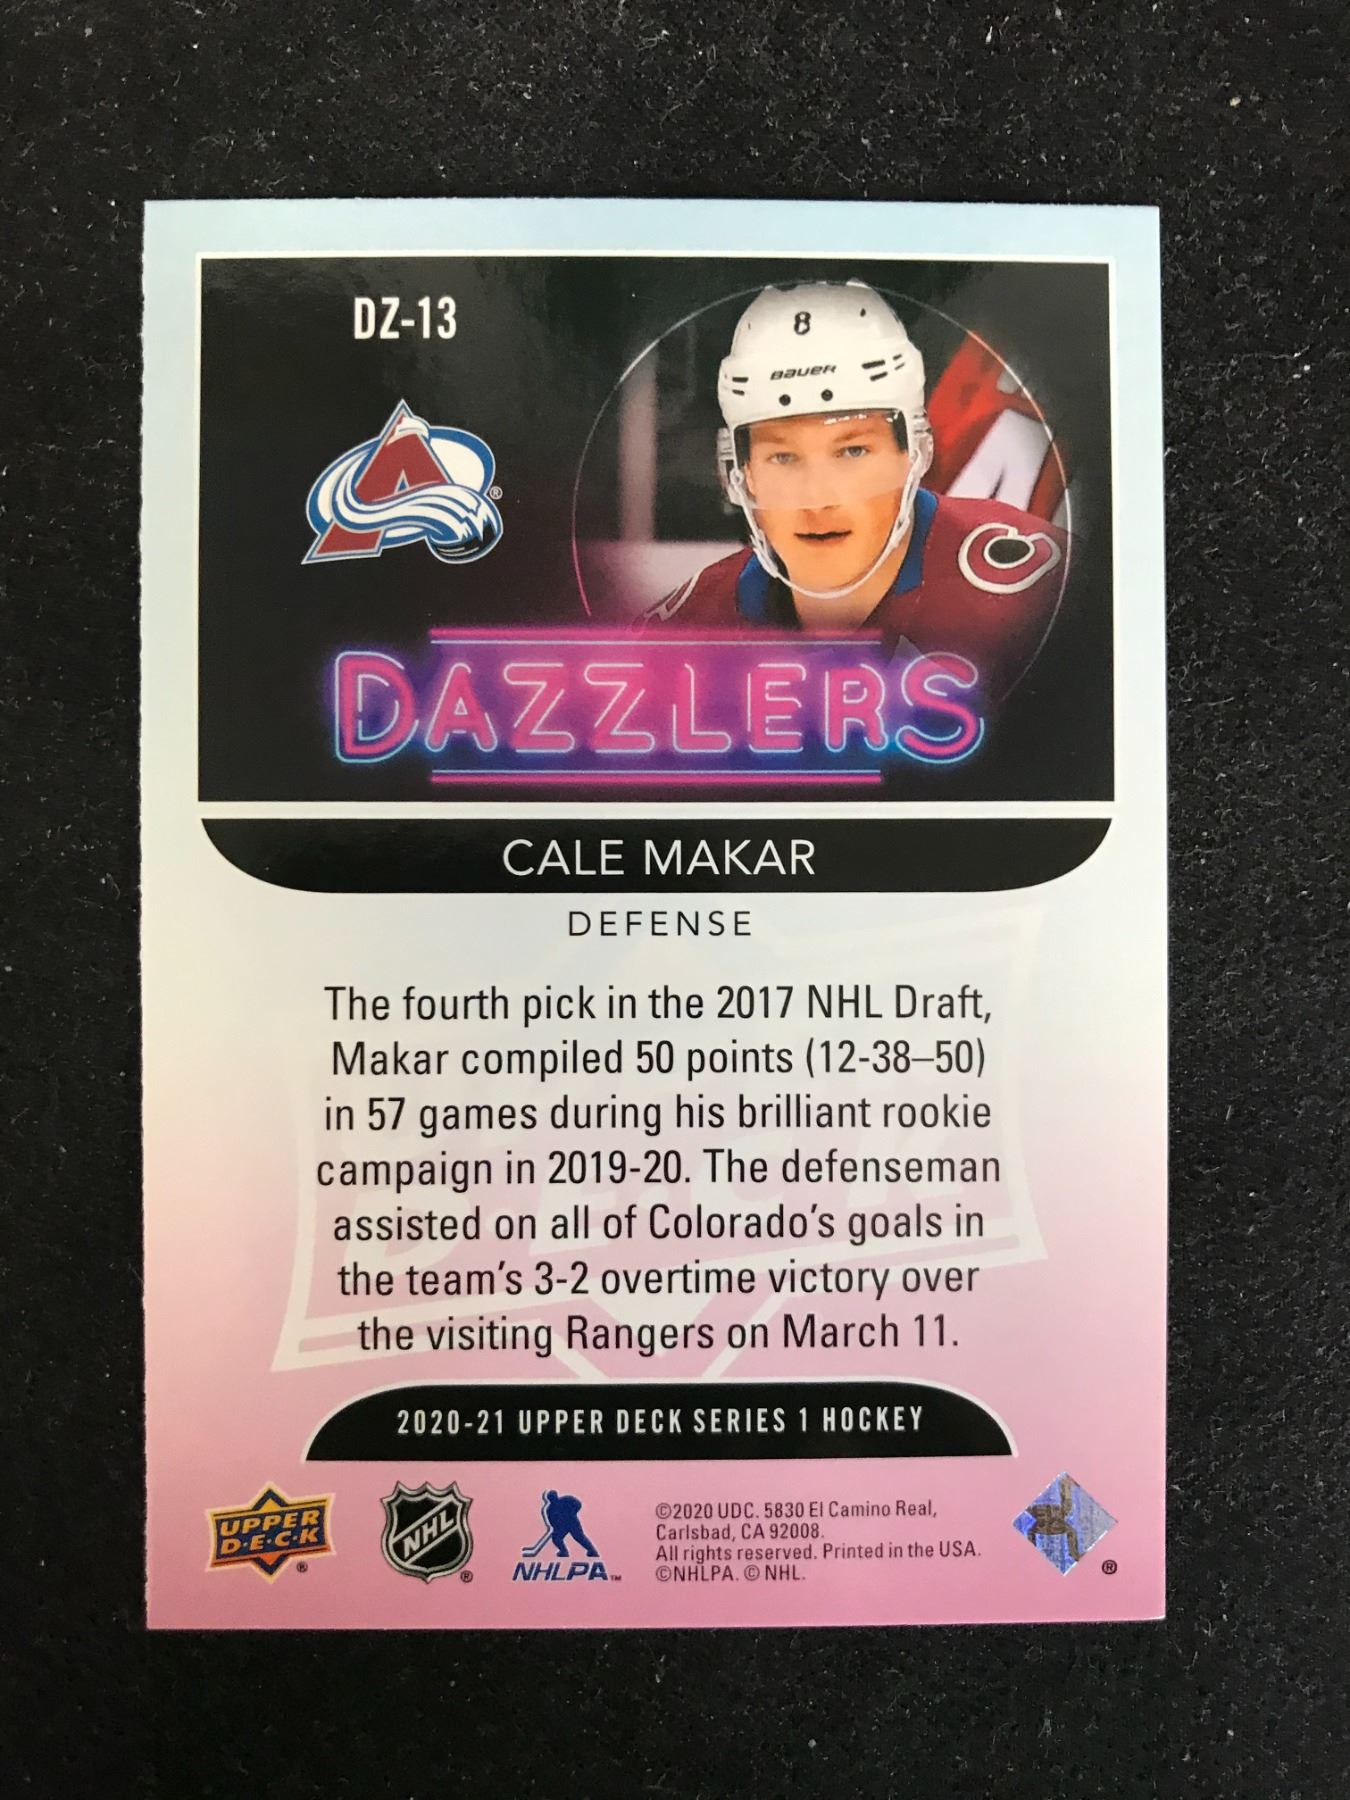 DZ-13
8
BAUER
®
DAZZLERS
CALE MAKAR
DEFENSE
The fourth pick in the 2017 NHL Draft,
Makar compiled 50 points (12-38–50)
in 57 games during his brilliant rookie
campaign in 2019-20. The defenseman
assisted on all of Colorado's goals in
the team's 3-2 overtime victory over
the visiting Rangers on March 11.
2020-21 UPPER DECK SERIES 1 HOCKEY
UPPER
D·E·C·K
®
NHL
®
NHLPA™
©2020 UDC. 5830 El Camino Real,
Carlsbad, CA 92008.
All rights reserved. Printed in the USA.
©NHLPA. © NHL.
®